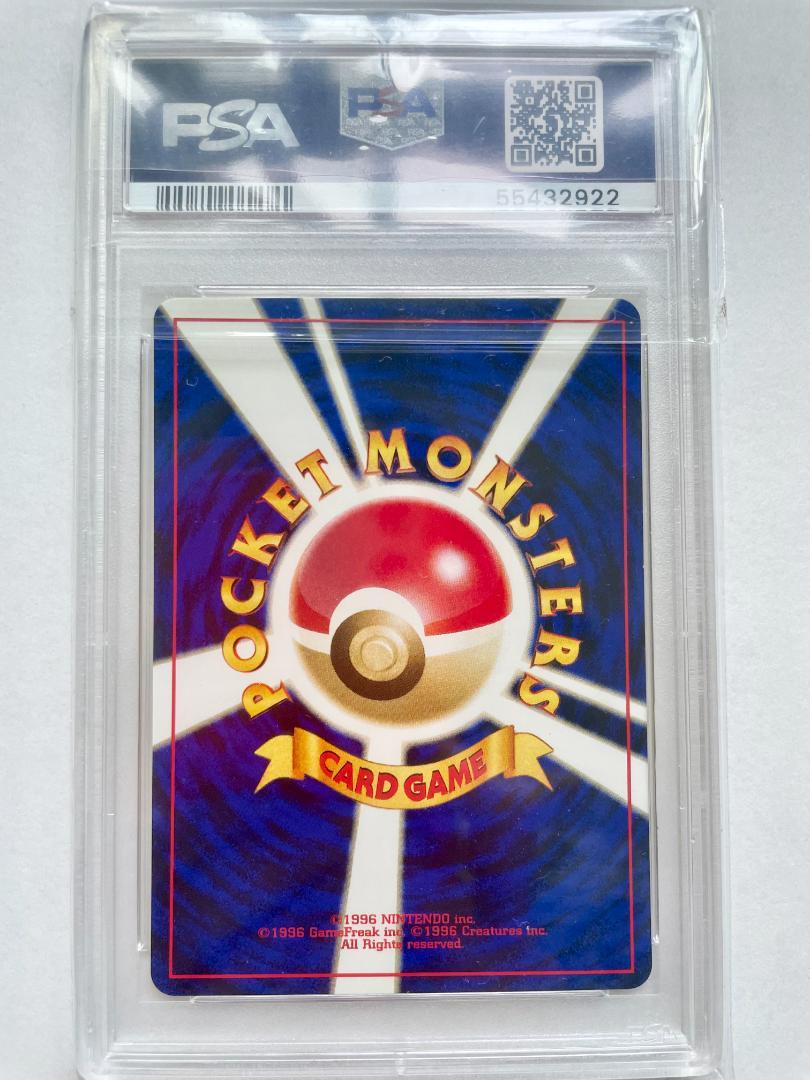 PSA
PSA
55432922
POCKET MONSTERS
CARD GAME
©1996 NINTENDO inc.
©1996 GameFreak inc. ©1996 Creatures inc.
All Rights reserved.